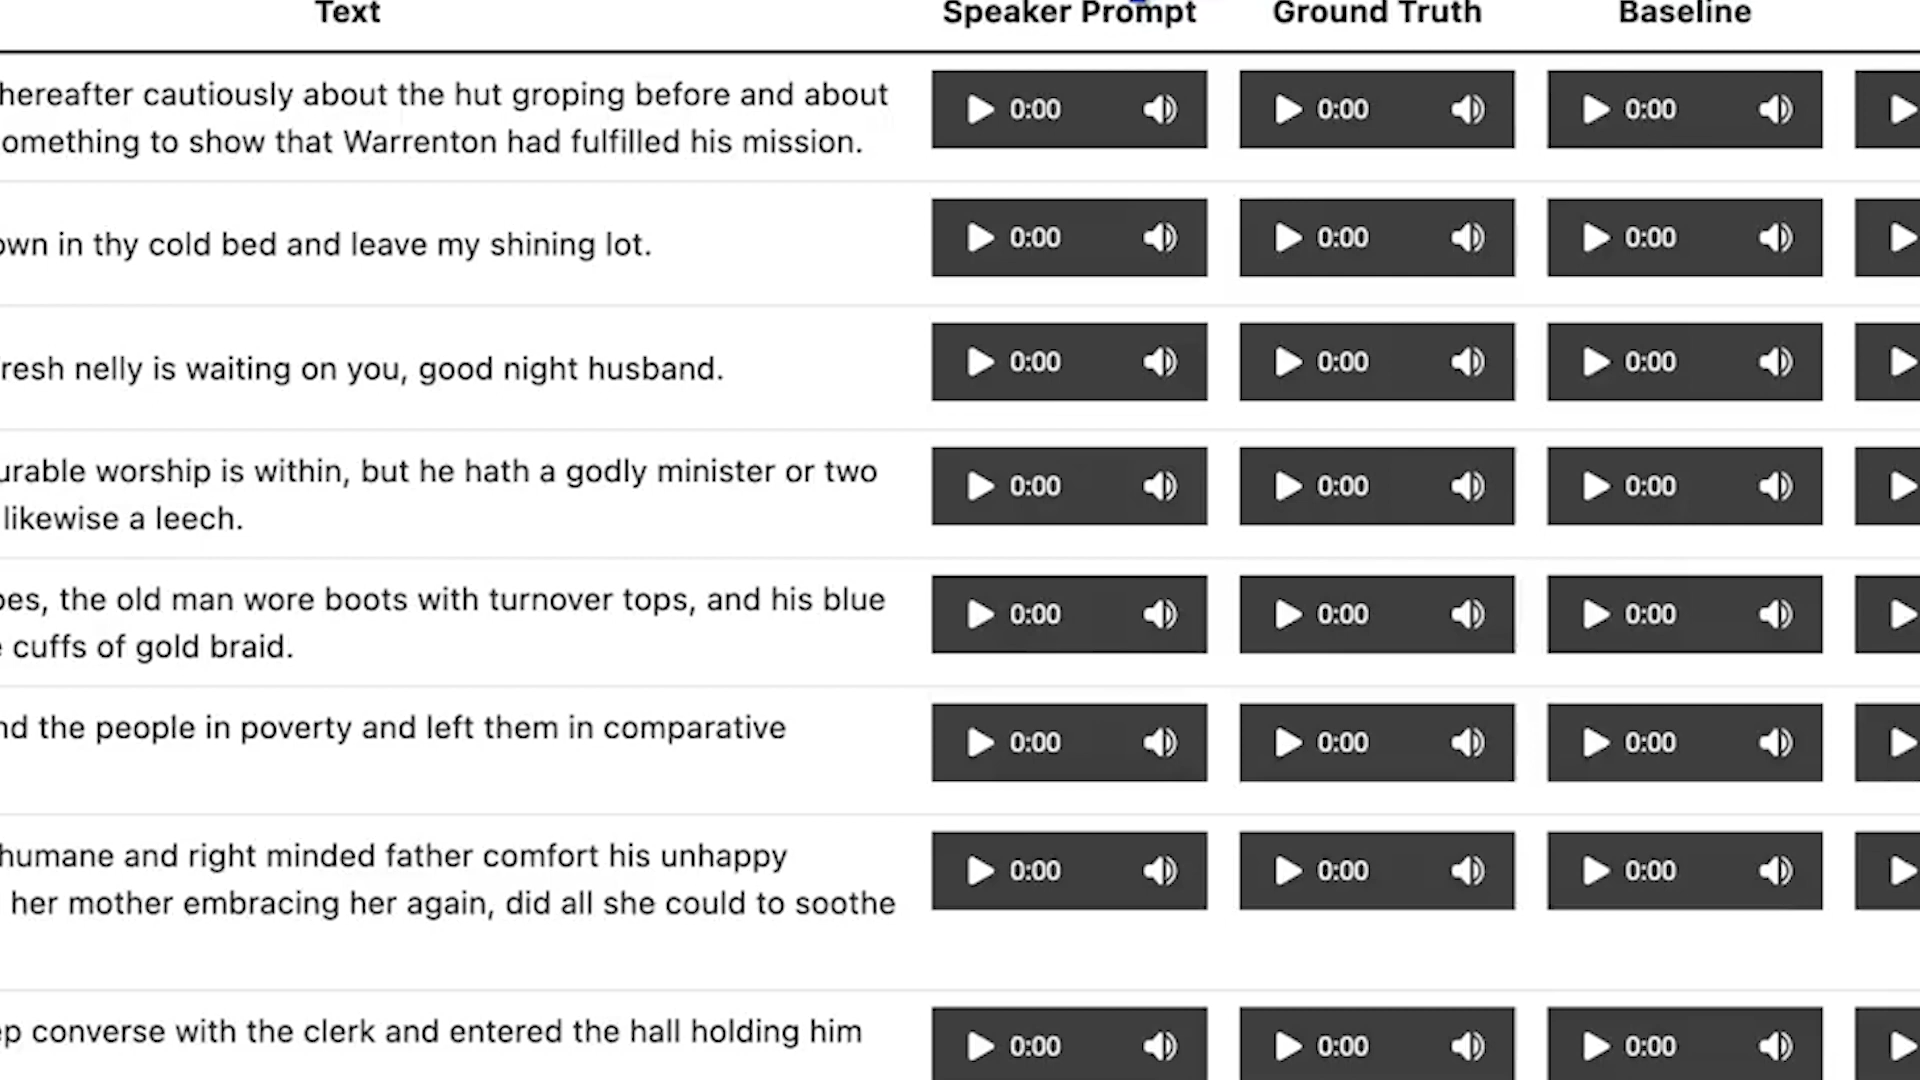 Text Speaker Prompt Ground Truth Baseline
hereafter cautiously about the hut groping before and about
0:00 0:00 0:00
omething to show that Warrenton had fulfilled his mission.
own in thy cold bed and leave my shining lot.
0:00 0:00 0:00
resh nelly is waiting on you, good night husband.
0:00 0:00 0:00
urable worship is within, but he hath a godly minister or two
0:00 0:00 0:00
likewise a leech.
oes, the old man wore boots with turnover tops, and his blue
0:00 0:00 0:00
cuffs of gold braid.
nd the people in poverty and left them in comparative
0:00 0:00 0:00
humane and right minded father comfort his unhappy
0:00 0:00 0:00
her mother embracing her again, did all she could to soothe
ep converse with the clerk and entered the hall holding him
0:00 0:00 0:00